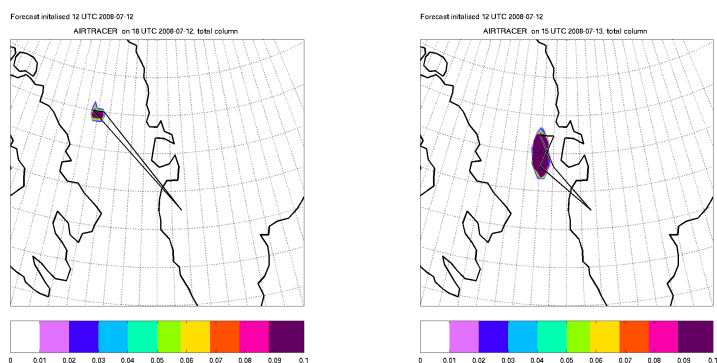 Forecast initalised 12 UTC 2008-07-12
AIRTRACER on 18 UTC 2008-07-12, total column
0 0.01 0.02 0.03 0.04 0.05 0.06 0.07 0.08 0.09 0.1
Forecast initalised 12 UTC 2008-07-12
AIRTRACER on 15 UTC 2008-07-13, total column
0 0.01 0.02 0.03 0.04 0.05 0.06 0.07 0.08 0.09 0.1